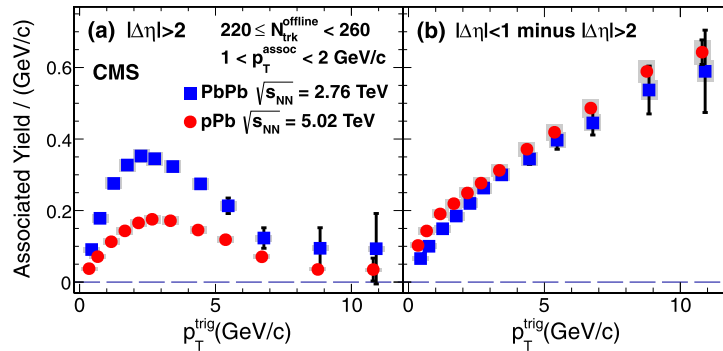 (a) |Δη|>2
220 ≤ N_trk^offline < 260
1 < p_T^assoc < 2 GeV/c
CMS
PbPb √s_NN = 2.76 TeV
pPb √s_NN = 5.02 TeV
(b) |Δη|<1 minus |Δη|>2
Associated Yield / (GeV/c)
0.6
0.4
0.2
0
0 5 10
0 5 10
p_T^trig(GeV/c)
p_T^trig(GeV/c)